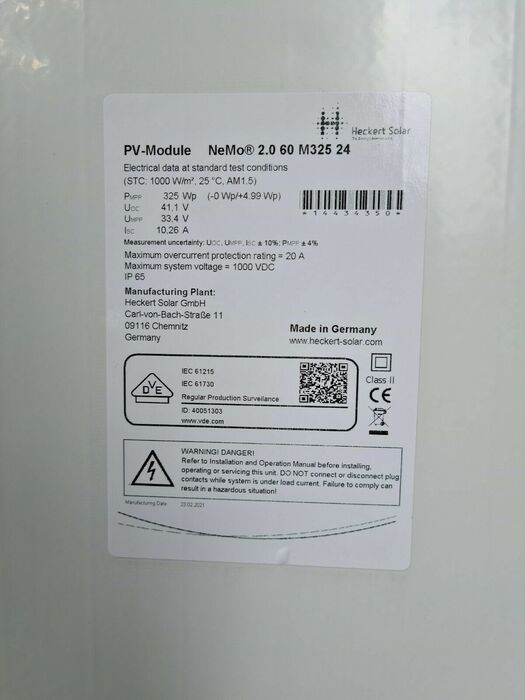 Heckert Solar
PV-Module NeMo® 2.0 60 M325 24
Electrical data at standard test conditions
(STC: 1000 W/m², 25 °C, AM1.5)
PMPP 325 Wp (-0 Wp/+4.99 Wp)
UOC 41,1 V
UMPP 33.4 V
ISC 10,26 A
*14434350*
Measurement uncertainty: UOC, UMPP, ISC ± 10%; PMPP ± 4%
Maximum overcurrent protection rating = 20 A
Maximum system voltage = 1000 VDC
IP 65
Manufacturing Plant:
Heckert Solar GmbH
Carl-von-Bach-Straße 11
09116 Chemnitz
Germany
Made in Germany
www.heckert-solar.com
DVE
IEC 61215
IEC 61730
Regular Production Surveillance
ID: 40051303
www.vde.com
Class II
CE
WARNING! DANGER!
Refer to Installation and Operation Manual before installing,
operating or servicing this unit. DO NOT connect or disconnect plug
contacts while system is under load current. Failure to comply can
result in a hazardous situation!
Manufacturing Date 23.02.2021